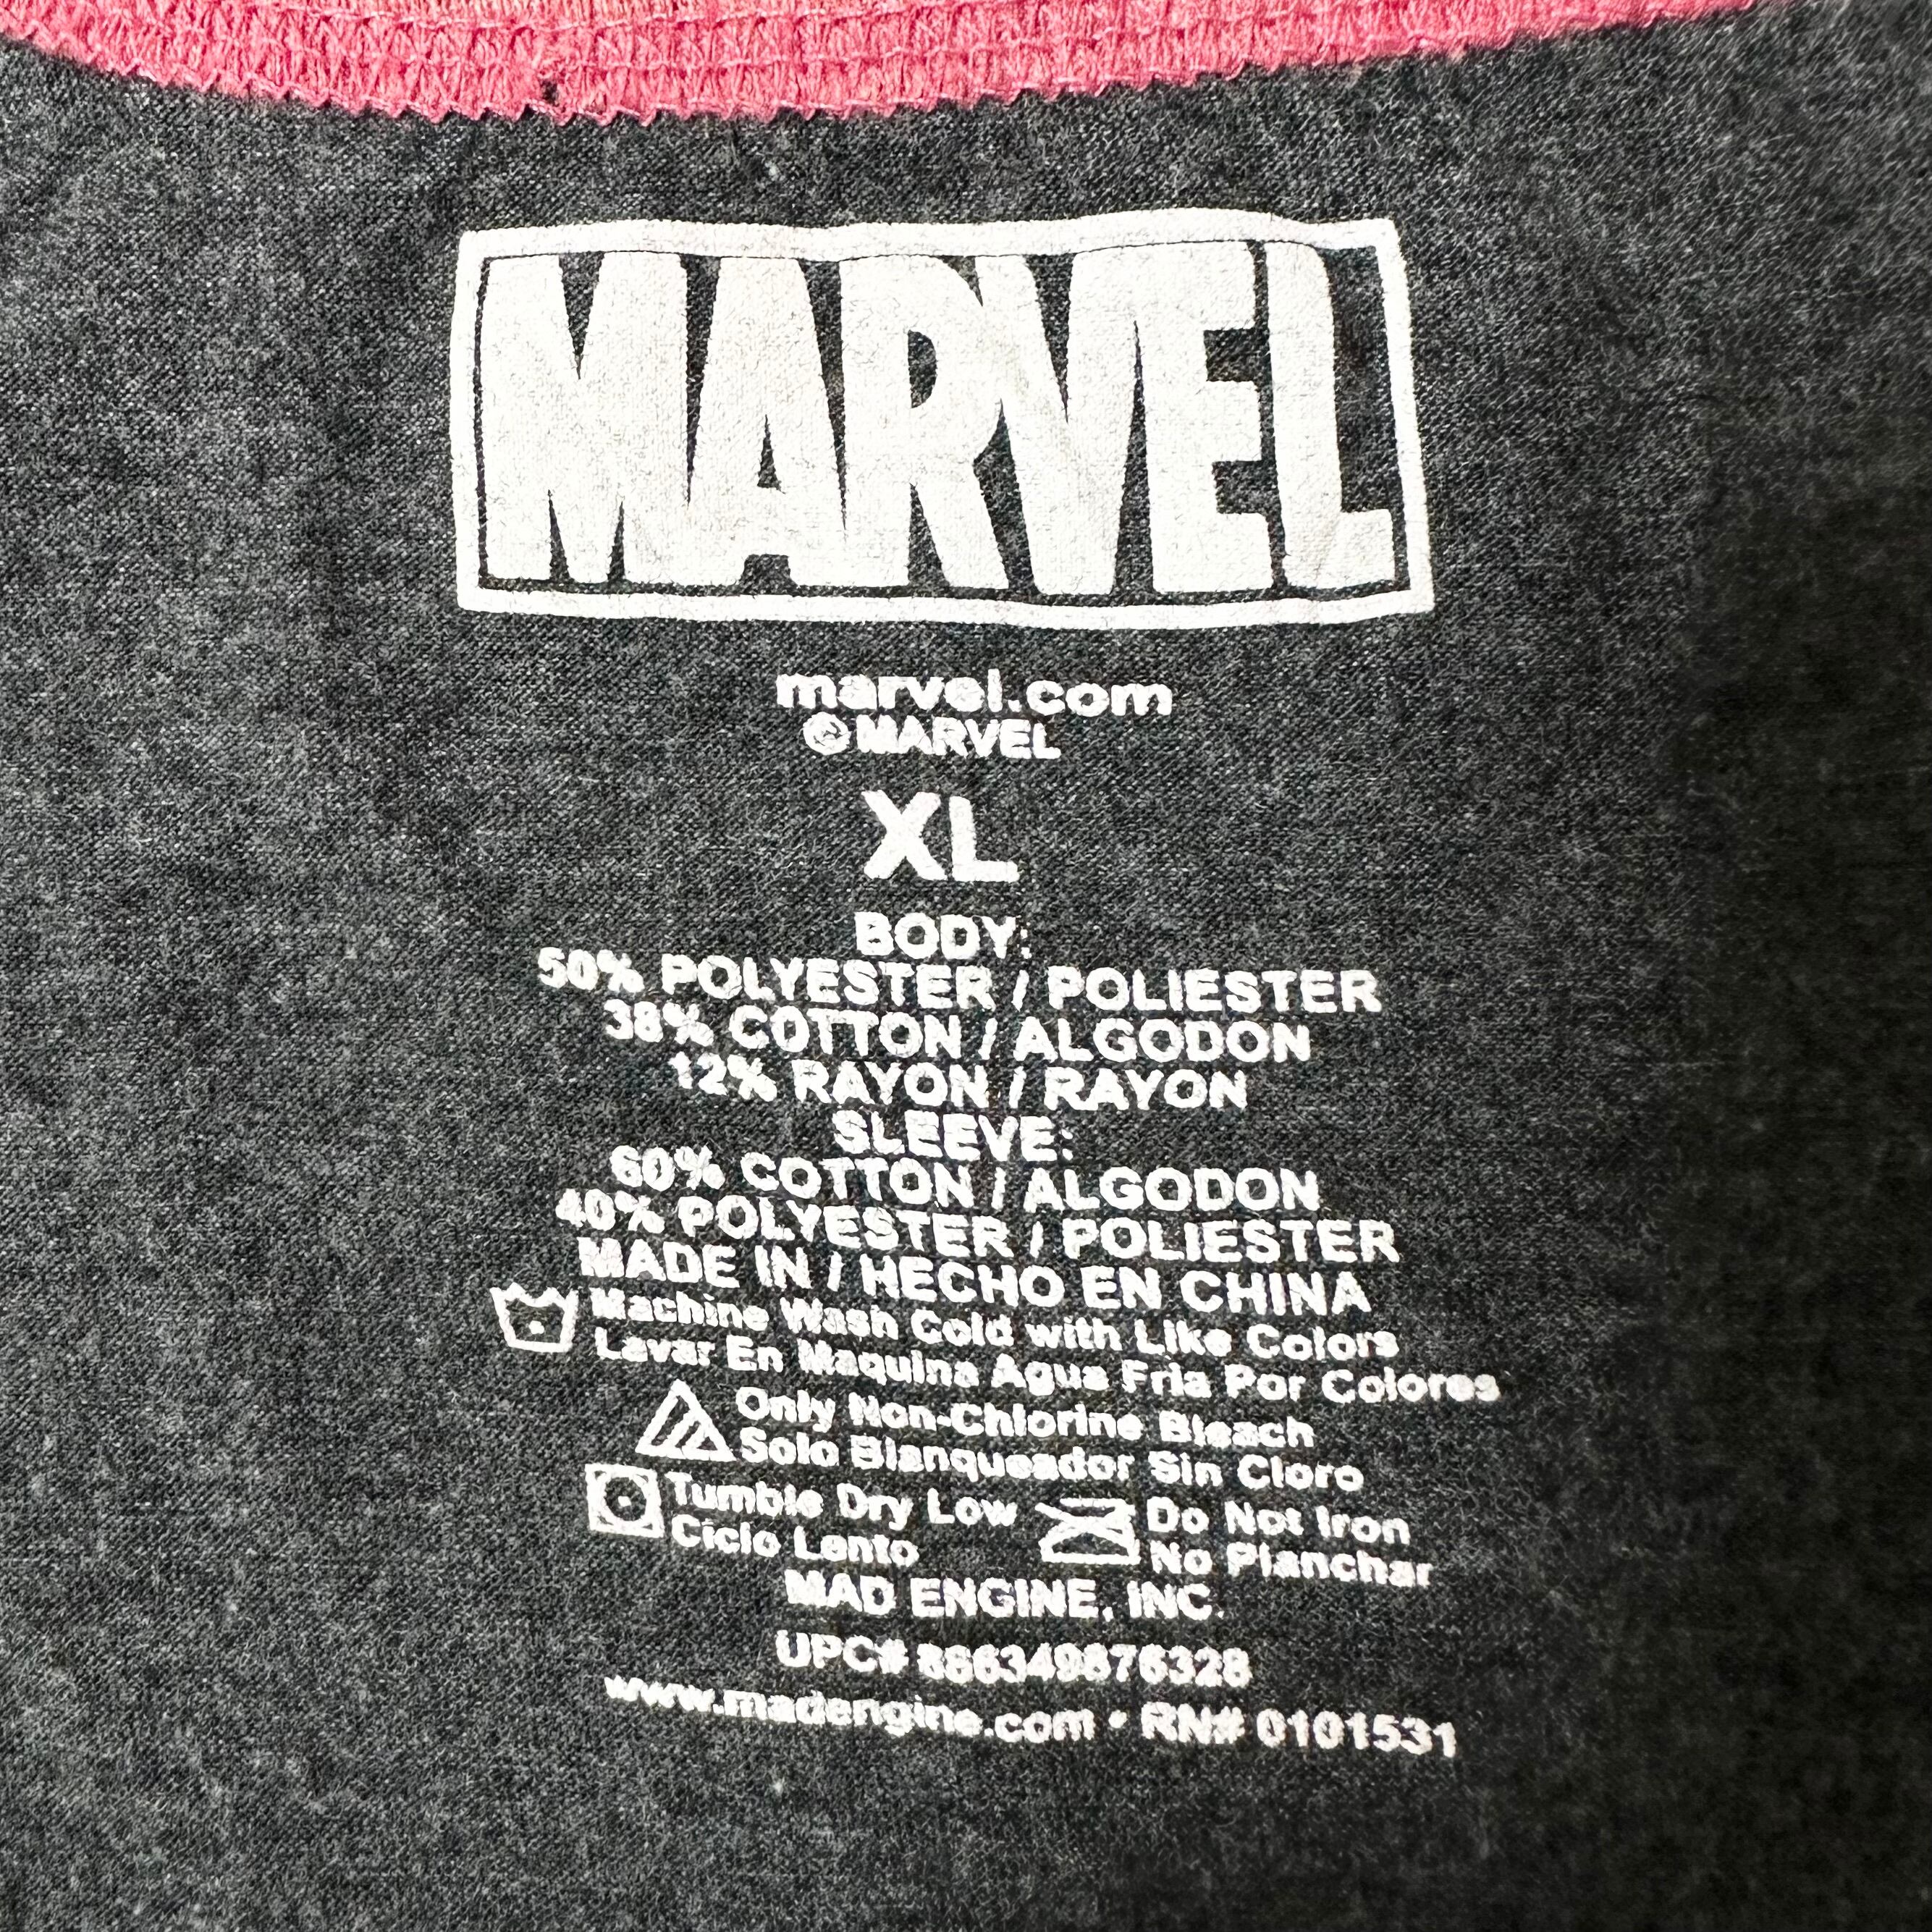 MARVEL
marvel.com
© MARVEL
XL
BODY:
50% POLYESTER / POLIESTER
38% COTTON / ALGODON
12% RAYON / RAYON
SLEEVE:
60% COTTON / ALGODON
40% POLYESTER / POLIESTER
MADE IN / HECHO EN CHINA
Machine Wash Cold with Like Colors
Lavar En Maquina Agua Fria Por Colores
Only Non-Chlorine Bleach
Solo Blanqueador Sin Cloro
Tumble Dry Low
Ciclo Lento
Do Not Iron
No Planchar
MAD ENGINE, INC.
UPC# 886349876328
www.madengine.com • RN# 0101531